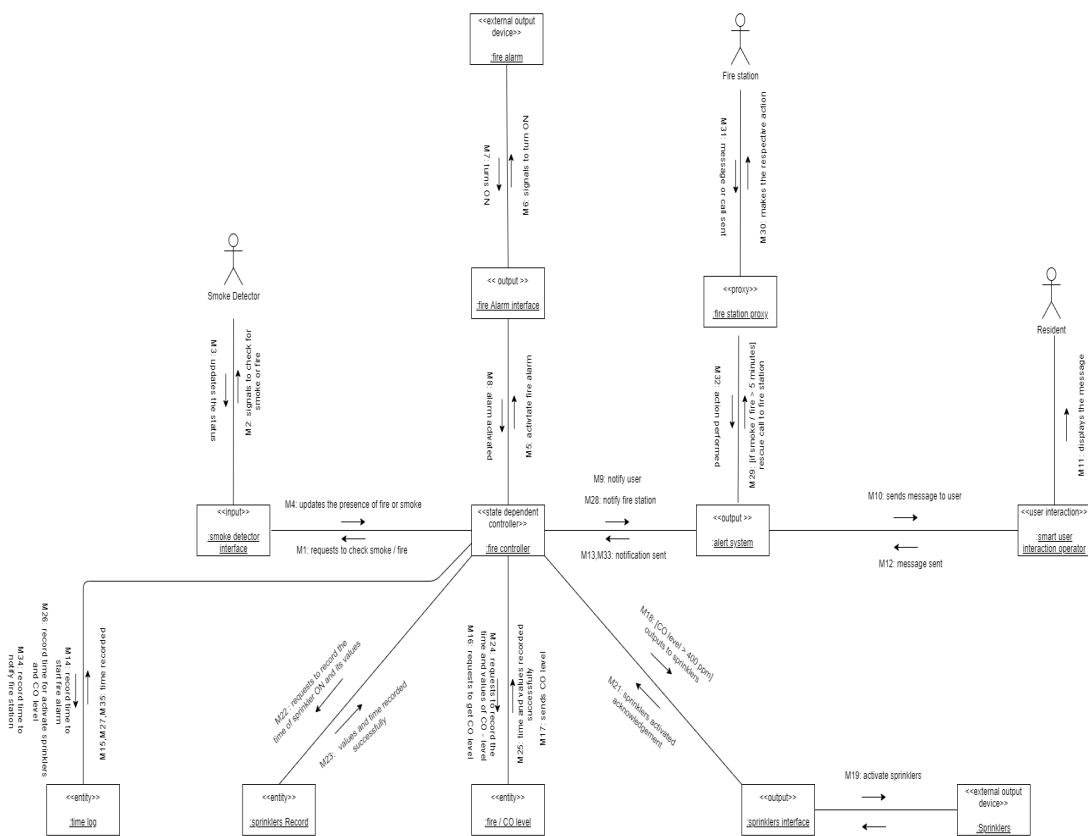 <<external output
device>>
:fire alarm
Fire station
M7: turns ON
M6: signals to turn ON
M31: message or call sent
M30: makes the respective action
Smoke Detector
<< output >>
:fire Alarm interface
<<proxy>>
:fire station proxy
Resident
M3: updates the status
M2: signals to check for
smoke or fire
M8: alarm activated
M5: activtate fire alarm
M32: action performed
M29: [if smoke / fire > 5 minutes]
rescue call to fire station
M11: displays the message
<<input>>
:smoke detector
interface
M4: updates the presence of fire or smoke
M1: requests to check smoke / fire
<<state dependent
controller>>
:fire controller
M9: notify user
M28: notify fire station
M13,M33: notification sent
<<output >>
:alert system
M10: sends message to user
M12: message sent
<<user interaction>>
:smart user
interaction operator
M34: record time to
notify fire station
M26: record time for activate sprinklers
and CO level
M14: record time to
start fire alarm
M15,M27,M35: time recorded
M22: requests to record the
time of sprinkler ON and its values
M23: values and time recorded
successfully
M16: requests to get CO level
M24: requests to record the
time and values of CO - level
M25: time and values recorded
successfully
M17: sends CO level
M18: [CO level > 400 ppm]
outputs to sprinklers
M21: sprinklers activated
acknowledgement
<<entity>>
:time log
<<entity>>
:sprinklers Record
<<entity>>
:fire / CO level
<<output>>
:sprinklers interface
M19: activate sprinklers
<<external output
device>>
:Sprinklers